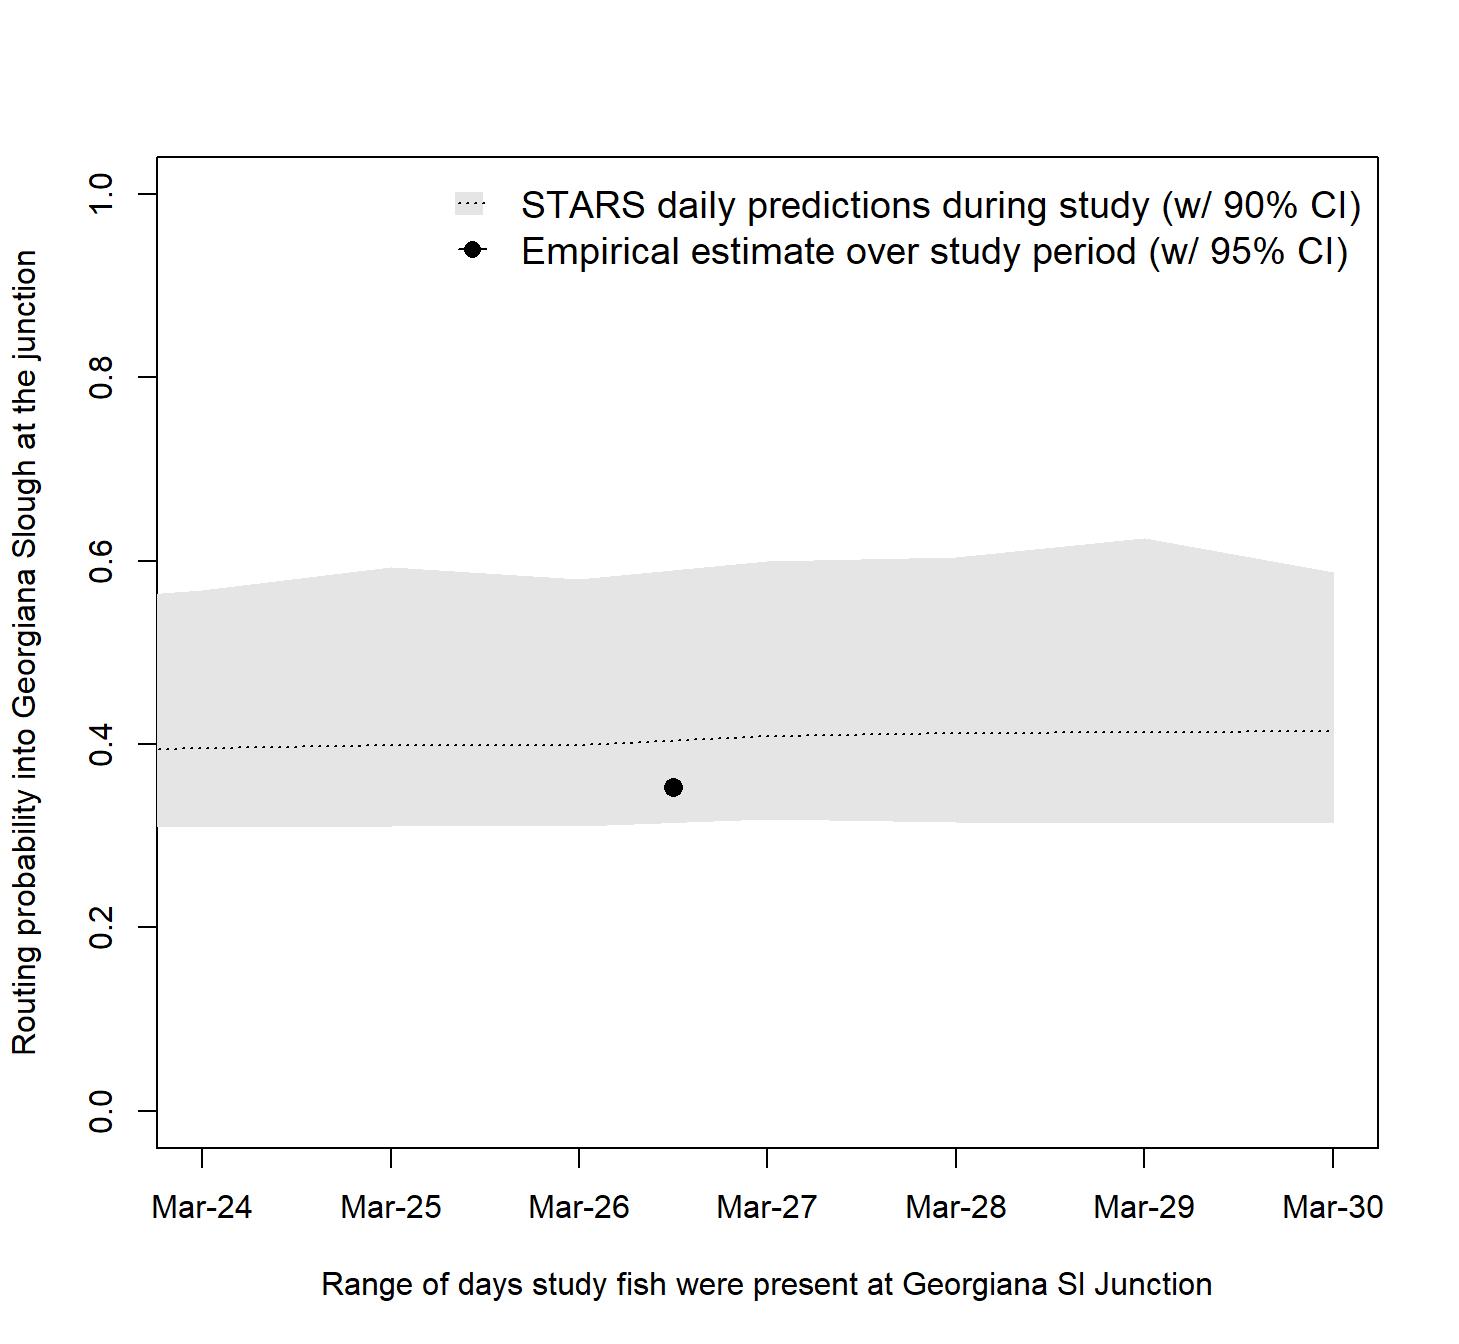 STARS daily predictions during study (w/ 90% CI)
Empirical estimate over study period (w/ 95% CI)
Routing probability into Georgiana Slough at the junction
1.0
0.8
0.6
0.4
0.2
0.0
Mar-24 Mar-25 Mar-26 Mar-27 Mar-28 Mar-29 Mar-30
Range of days study fish were present at Georgiana Sl Junction